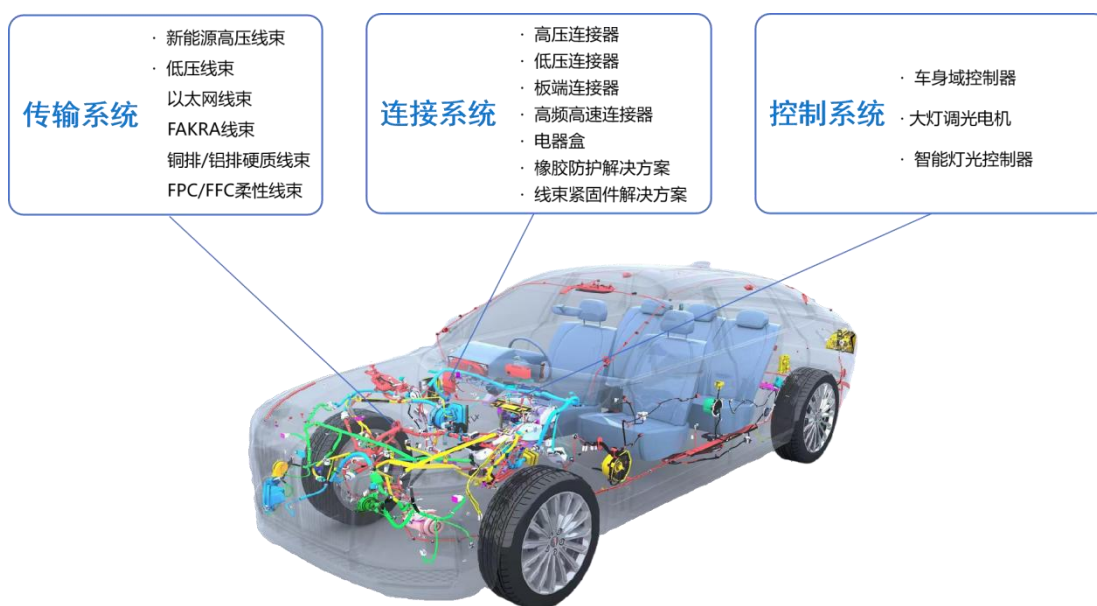 传输系统
· 新能源高压线束
· 低压线束
以太网线束
FAKRA线束
铜排/铝排硬质线束
FPC/FFC柔性线束
连接系统
· 高压连接器
· 低压连接器
· 板端连接器
· 高频高速连接器
· 电器盒
· 橡胶防护解决方案
· 线束紧固件解决方案
控制系统
· 车身域控制器
· 大灯调光电机
· 智能灯光控制器